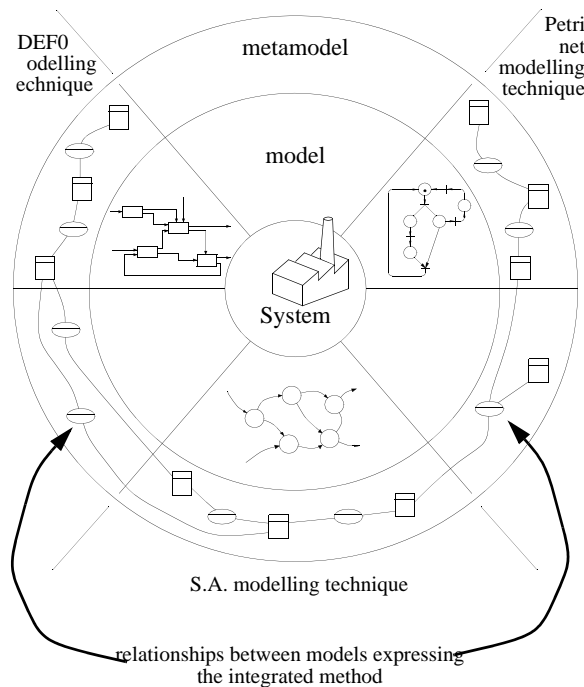 DEF0
odelling
echnique
Petri
net
modelling
technique
metamodel
model
System
S.A. modelling technique
relationships between models expressing
the integrated method